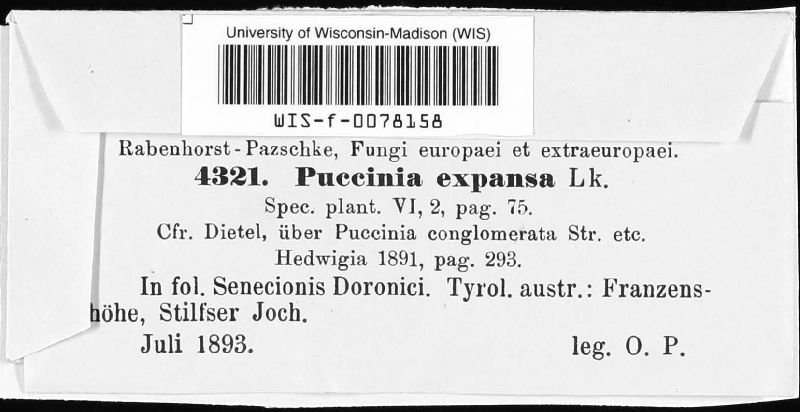 University of Wisconsin-Madison (WIS)
WIS-f-0078158
Rabenhorst-Pazschke, Fungi europaei et extraeuropaei.
4321. Puccinia expansa Lk.
Spec. plant. VI, 2, pag. 75.
Cfr. Dietel, über Puccinia conglomerata Str. etc.
Hedwigia 1891, pag. 293.
In fol. Senecionis Doronici. Tyrol. austr.: Franzens-
höhe, Stilfser Joch.
Juli 1893. leg. O. P.